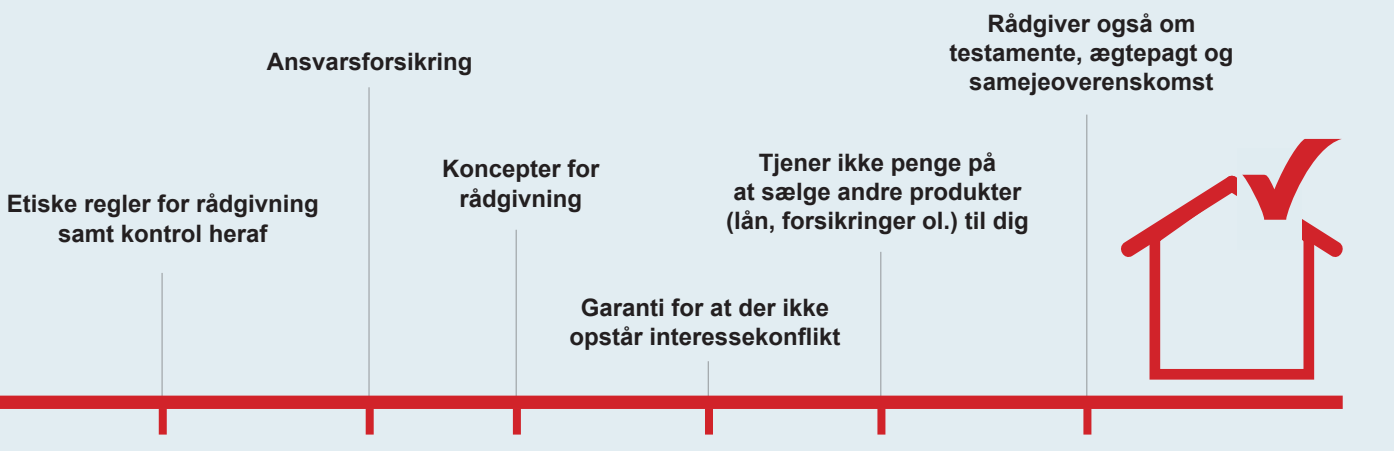 Etiske regler for rådgivning
samt kontrol heraf
Ansvarsforsikring
Koncepter for
rådgivning
Garanti for at der ikke
opstår interessekonflikt
Tjener ikke penge på
at sælge andre produkter
(lån, forsikringer ol.) til dig
Rådgiver også om
testamente, ægtepagt og
samejeoverenskomst